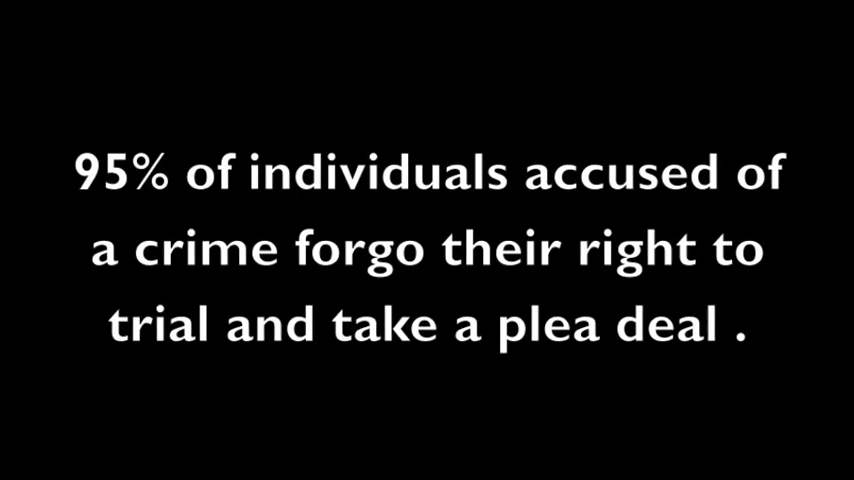 95% of individuals accused of
a crime forgo their right to
trial and take a plea deal .